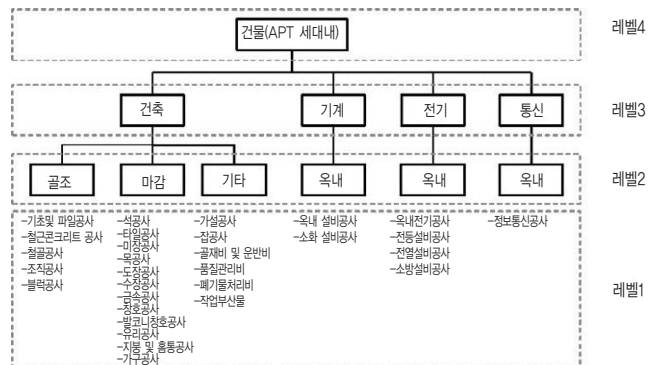 건물(APT 세대내)
레벨4
건축
기계
전기
통신
레벨3
골조
마감
기타
옥내
옥내
옥내
레벨2
-기초및 파일공사
-철근콘크리트 공사
-철골공사
-조적공사
-블럭공사
-석공사
-타일공사
-미장공사
-목공사
-도장공사
-수장공사
-금속공사
-창호공사
-발코니창호공사
-유리공사
-지붕 및 홈통공사
-가구공사
-가설공사
-잡공사
-골재비 및 운반비
-품질관리비
-폐기물처리비
-작업부산물
-옥내 설비공사
-소화 설비공사
-옥내전기공사
-전등설비공사
-전열설비공사
-소방설비공사
-정보통신공사
레벨1